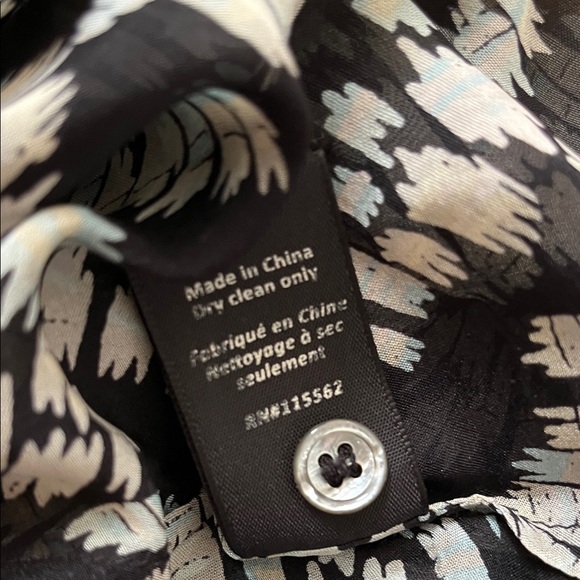 Made in China
Dry clean only
Fabriqué en Chine
Nettoyage à sec
seulement
RN#115562